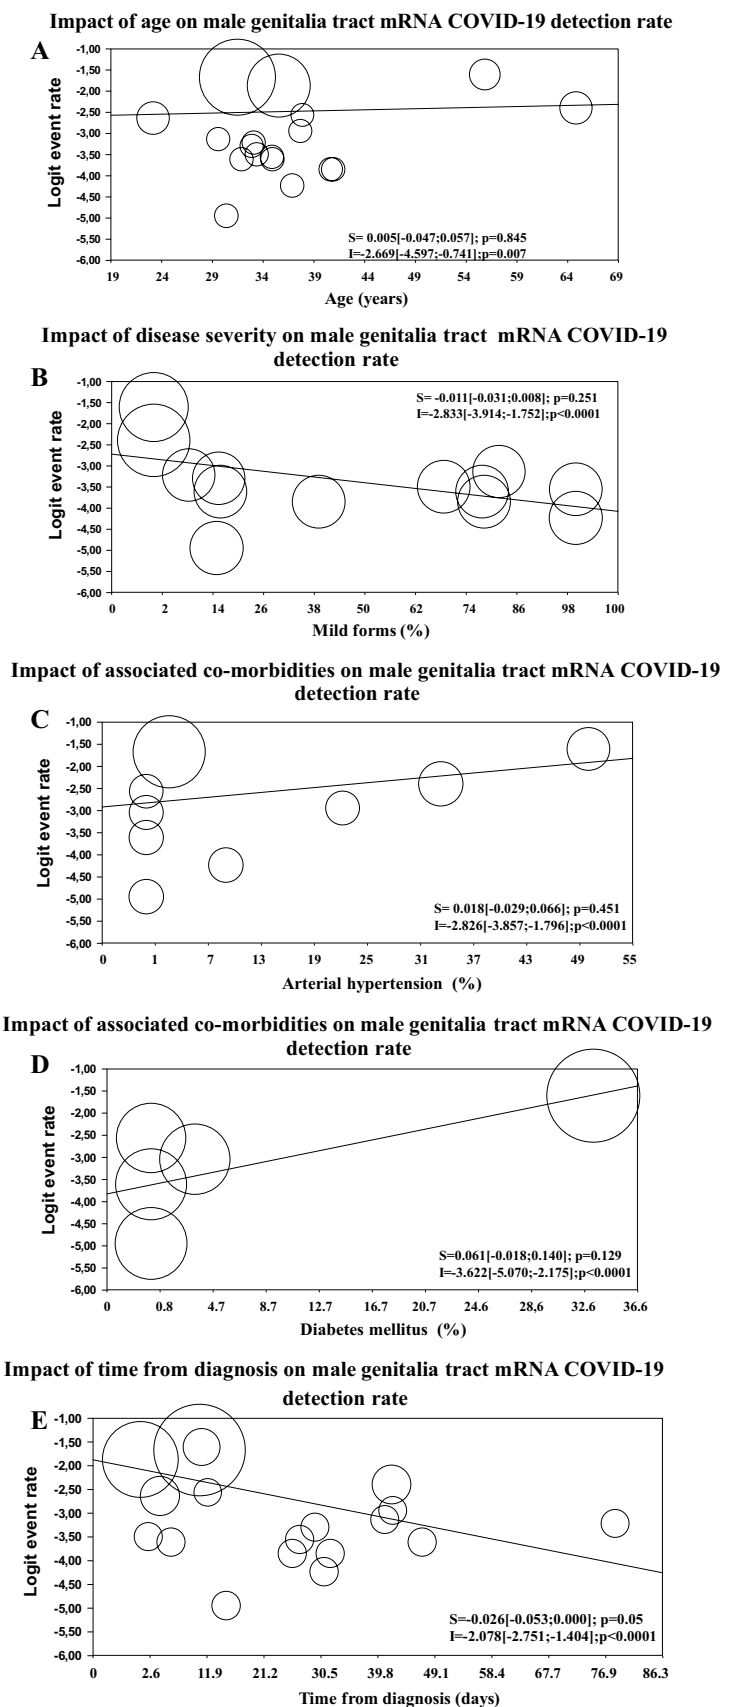 Impact of age on male genitalia tract mRNA COVID-19 detection rate
A
Logit event rate
-1,00
-1,50
-2,00
-2,50
-3,00
-3,50
-4,00
-4,50
-5,00
-5,50
-6,00
S= 0.005[-0.047;0.057]; p=0.845
I=-2.669[-4.597;-0.741];p=0.007
19 24 29 34 39 44 49 54 59 64 69
Age (years)
Impact of disease severity on male genitalia tract mRNA COVID-19
detection rate
B
Logit event rate
-1,00
-1,50
-2,00
-2,50
-3,00
-3,50
-4,00
-4,50
-5,00
-5,50
-6,00
S= -0.011[-0.031;0.008]; p=0.251
I=-2.833[-3.914;-1.752];p<0.0001
0 2 14 26 38 50 62 74 86 98 100
Mild forms (%)
Impact of associated co-morbidities on male genitalia tract mRNA COVID-19
detection rate
C
Logit event rate
-1,00
-1,50
-2,00
-2,50
-3,00
-3,50
-4,00
-4,50
-5,00
-5,50
-6,00
S= 0.018[-0.029;0.066]; p=0.451
I=-2.826[-3.857;-1.796];p<0.0001
0 1 7 13 19 25 31 37 43 49 55
Arterial hypertension (%)
Impact of associated co-morbidities on male genitalia tract mRNA COVID-19
detection rate
D
Logit event rate
-1,00
-1,50
-2,00
-2,50
-3,00
-3,50
-4,00
-4,50
-5,00
-5,50
-6,00
S=0.061[-0.018;0.140]; p=0.129
I=-3.622[-5.070;-2.175];p<0.0001
0 0.8 4.7 8.7 12.7 16.7 20.7 24.6 28,6 32.6 36.6
Diabetes mellitus (%)
Impact of time from diagnosis on male genitalia tract mRNA COVID-19
detection rate
E
Logit event rate
-1,00
-1,50
-2,00
-2,50
-3,00
-3,50
-4,00
-4,50
-5,00
-5,50
-6,00
S=-0.026[-0.053;0.000]; p=0.05
I=-2.078[-2.751;-1.404];p<0.0001
0 2.6 11.9 21.2 30.5 39.8 49.1 58.4 67.7 76.9 86.3
Time from diagnosis (days)